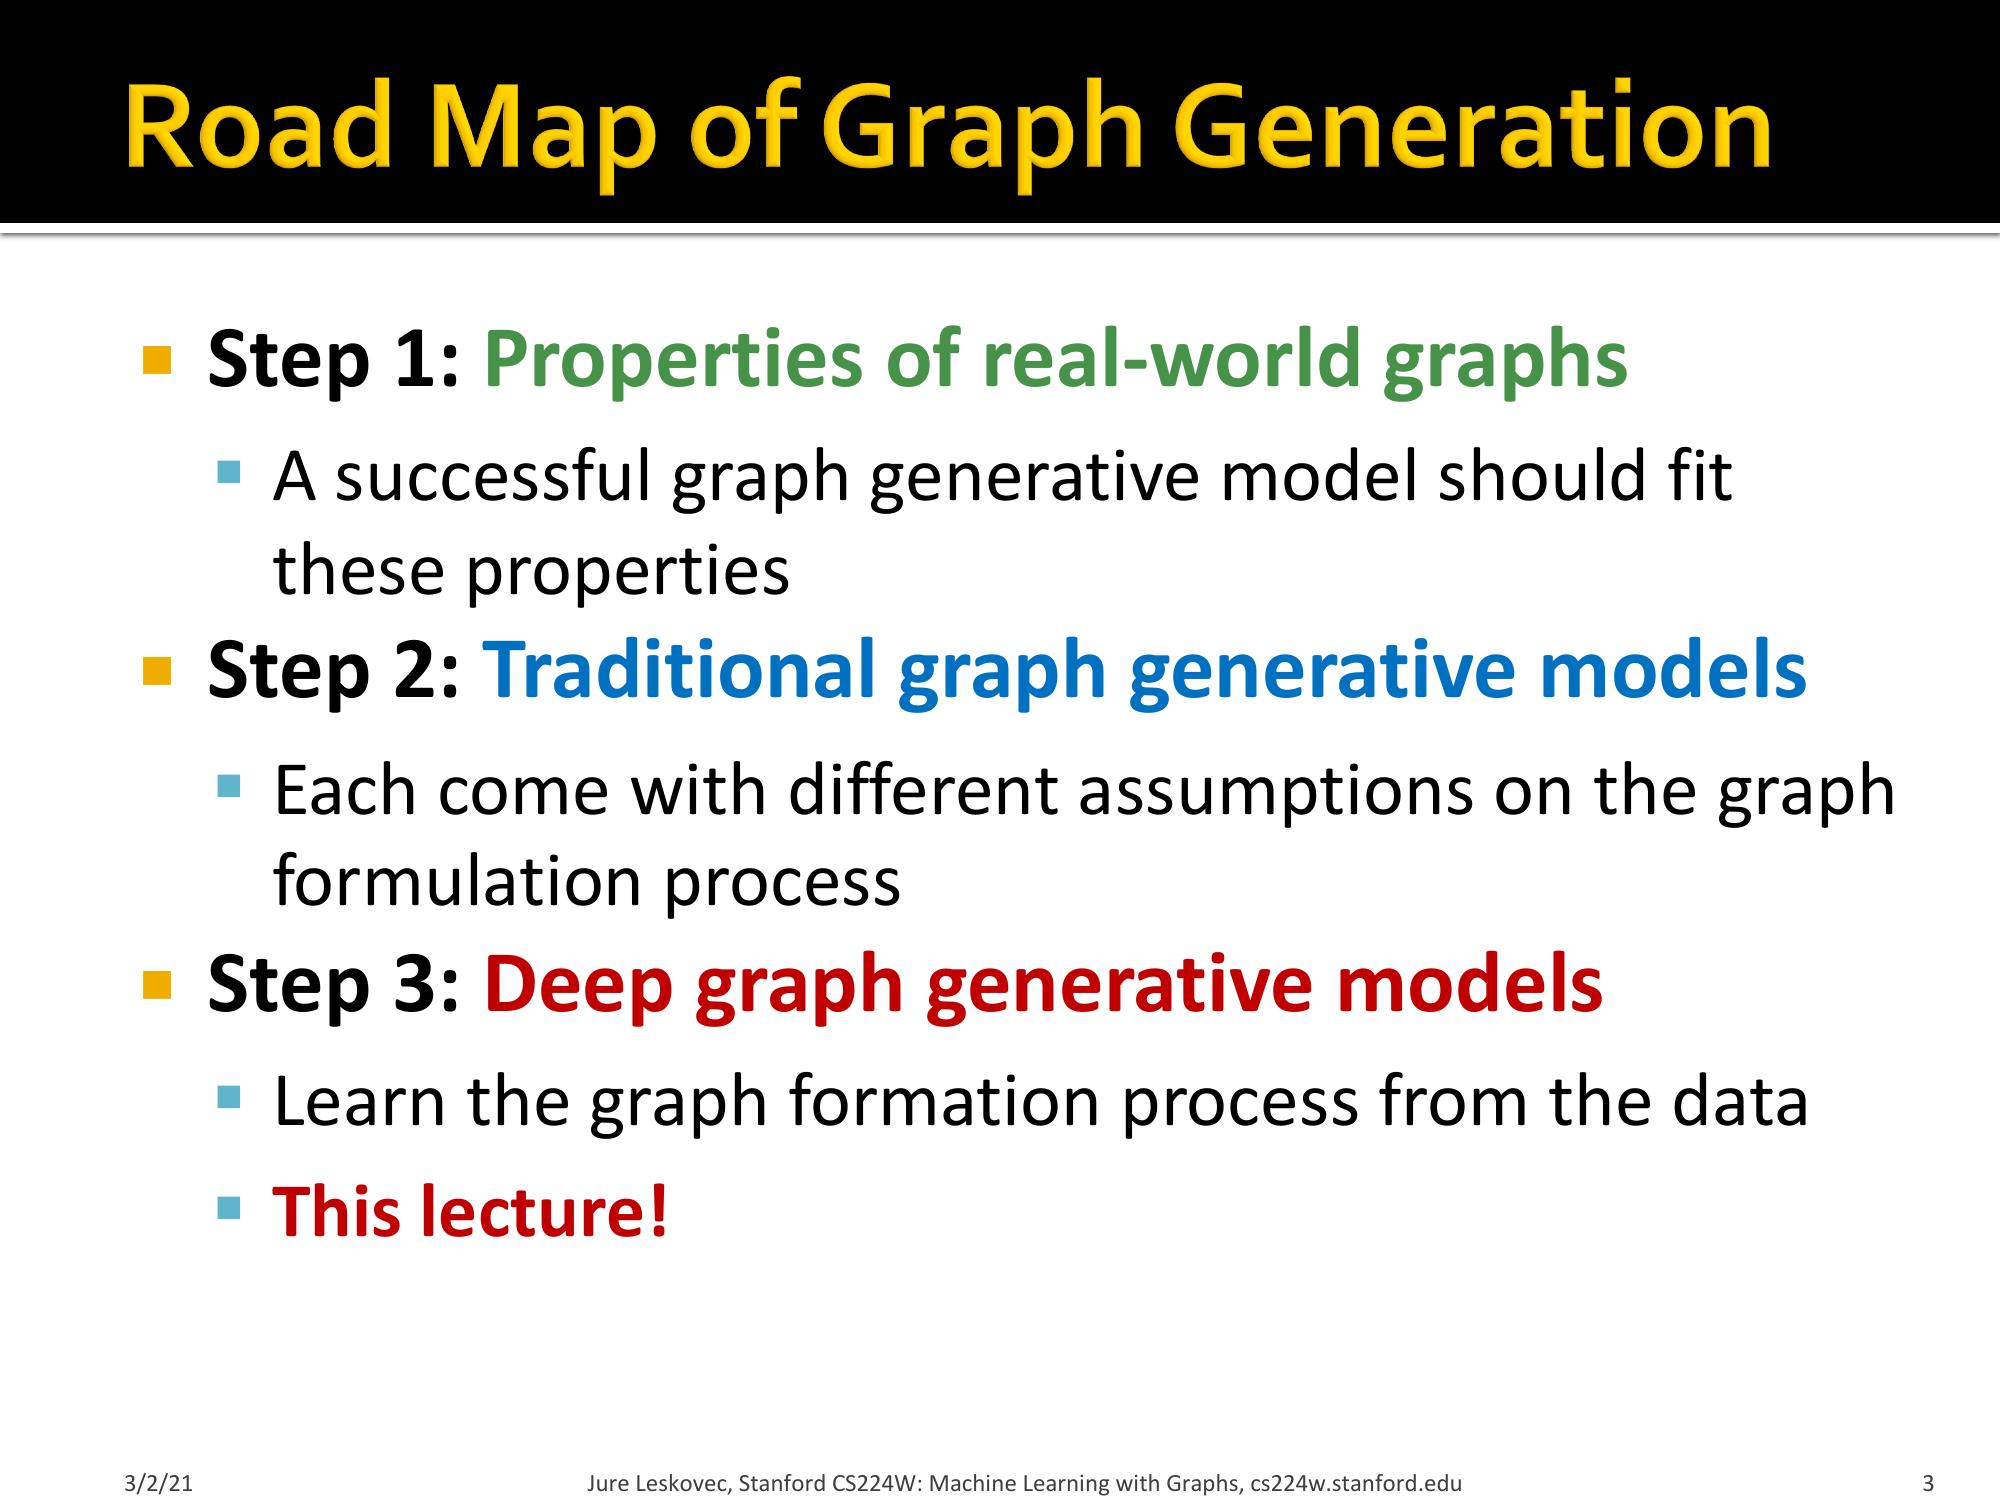 Road Map of Graph Generation
Step 1: Properties of real-world graphs
A successful graph generative model should fit
these properties
Step 2: Traditional graph generative models
Each come with different assumptions on the graph
formulation process
Step 3: Deep graph generative models
Learn the graph formation process from the data
This lecture!
3/2/21
Jure Leskovec, Stanford CS224W: Machine Learning with Graphs, cs224w.stanford.edu
3